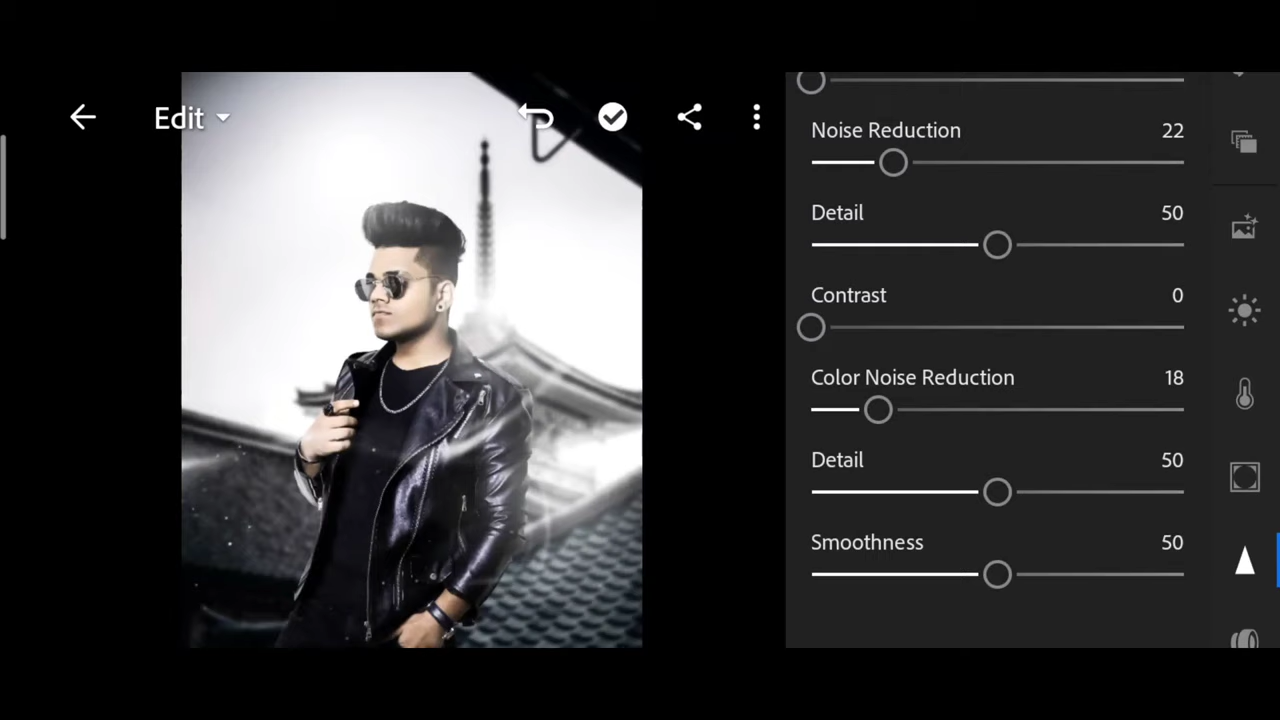 Edit
Noise Reduction 22
Detail 50
Contrast 0
Color Noise Reduction 18
Detail 50
Smoothness 50